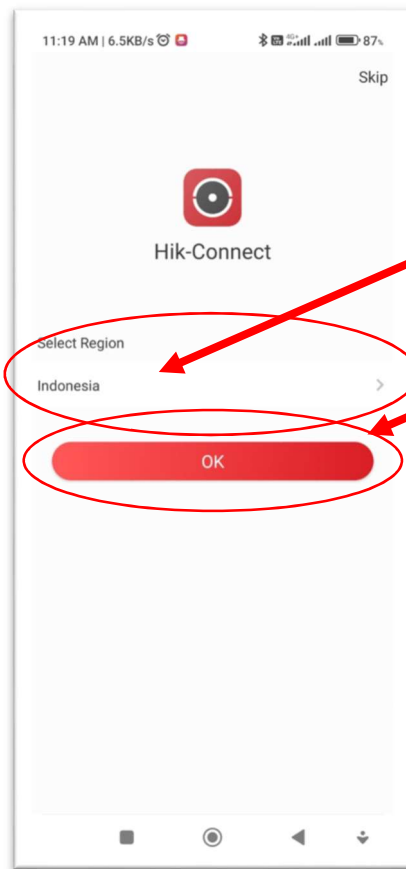 11:19 AM | 6.5KB/s 87%
Skip
Hik-Connect
Select Region
Indonesia
OK